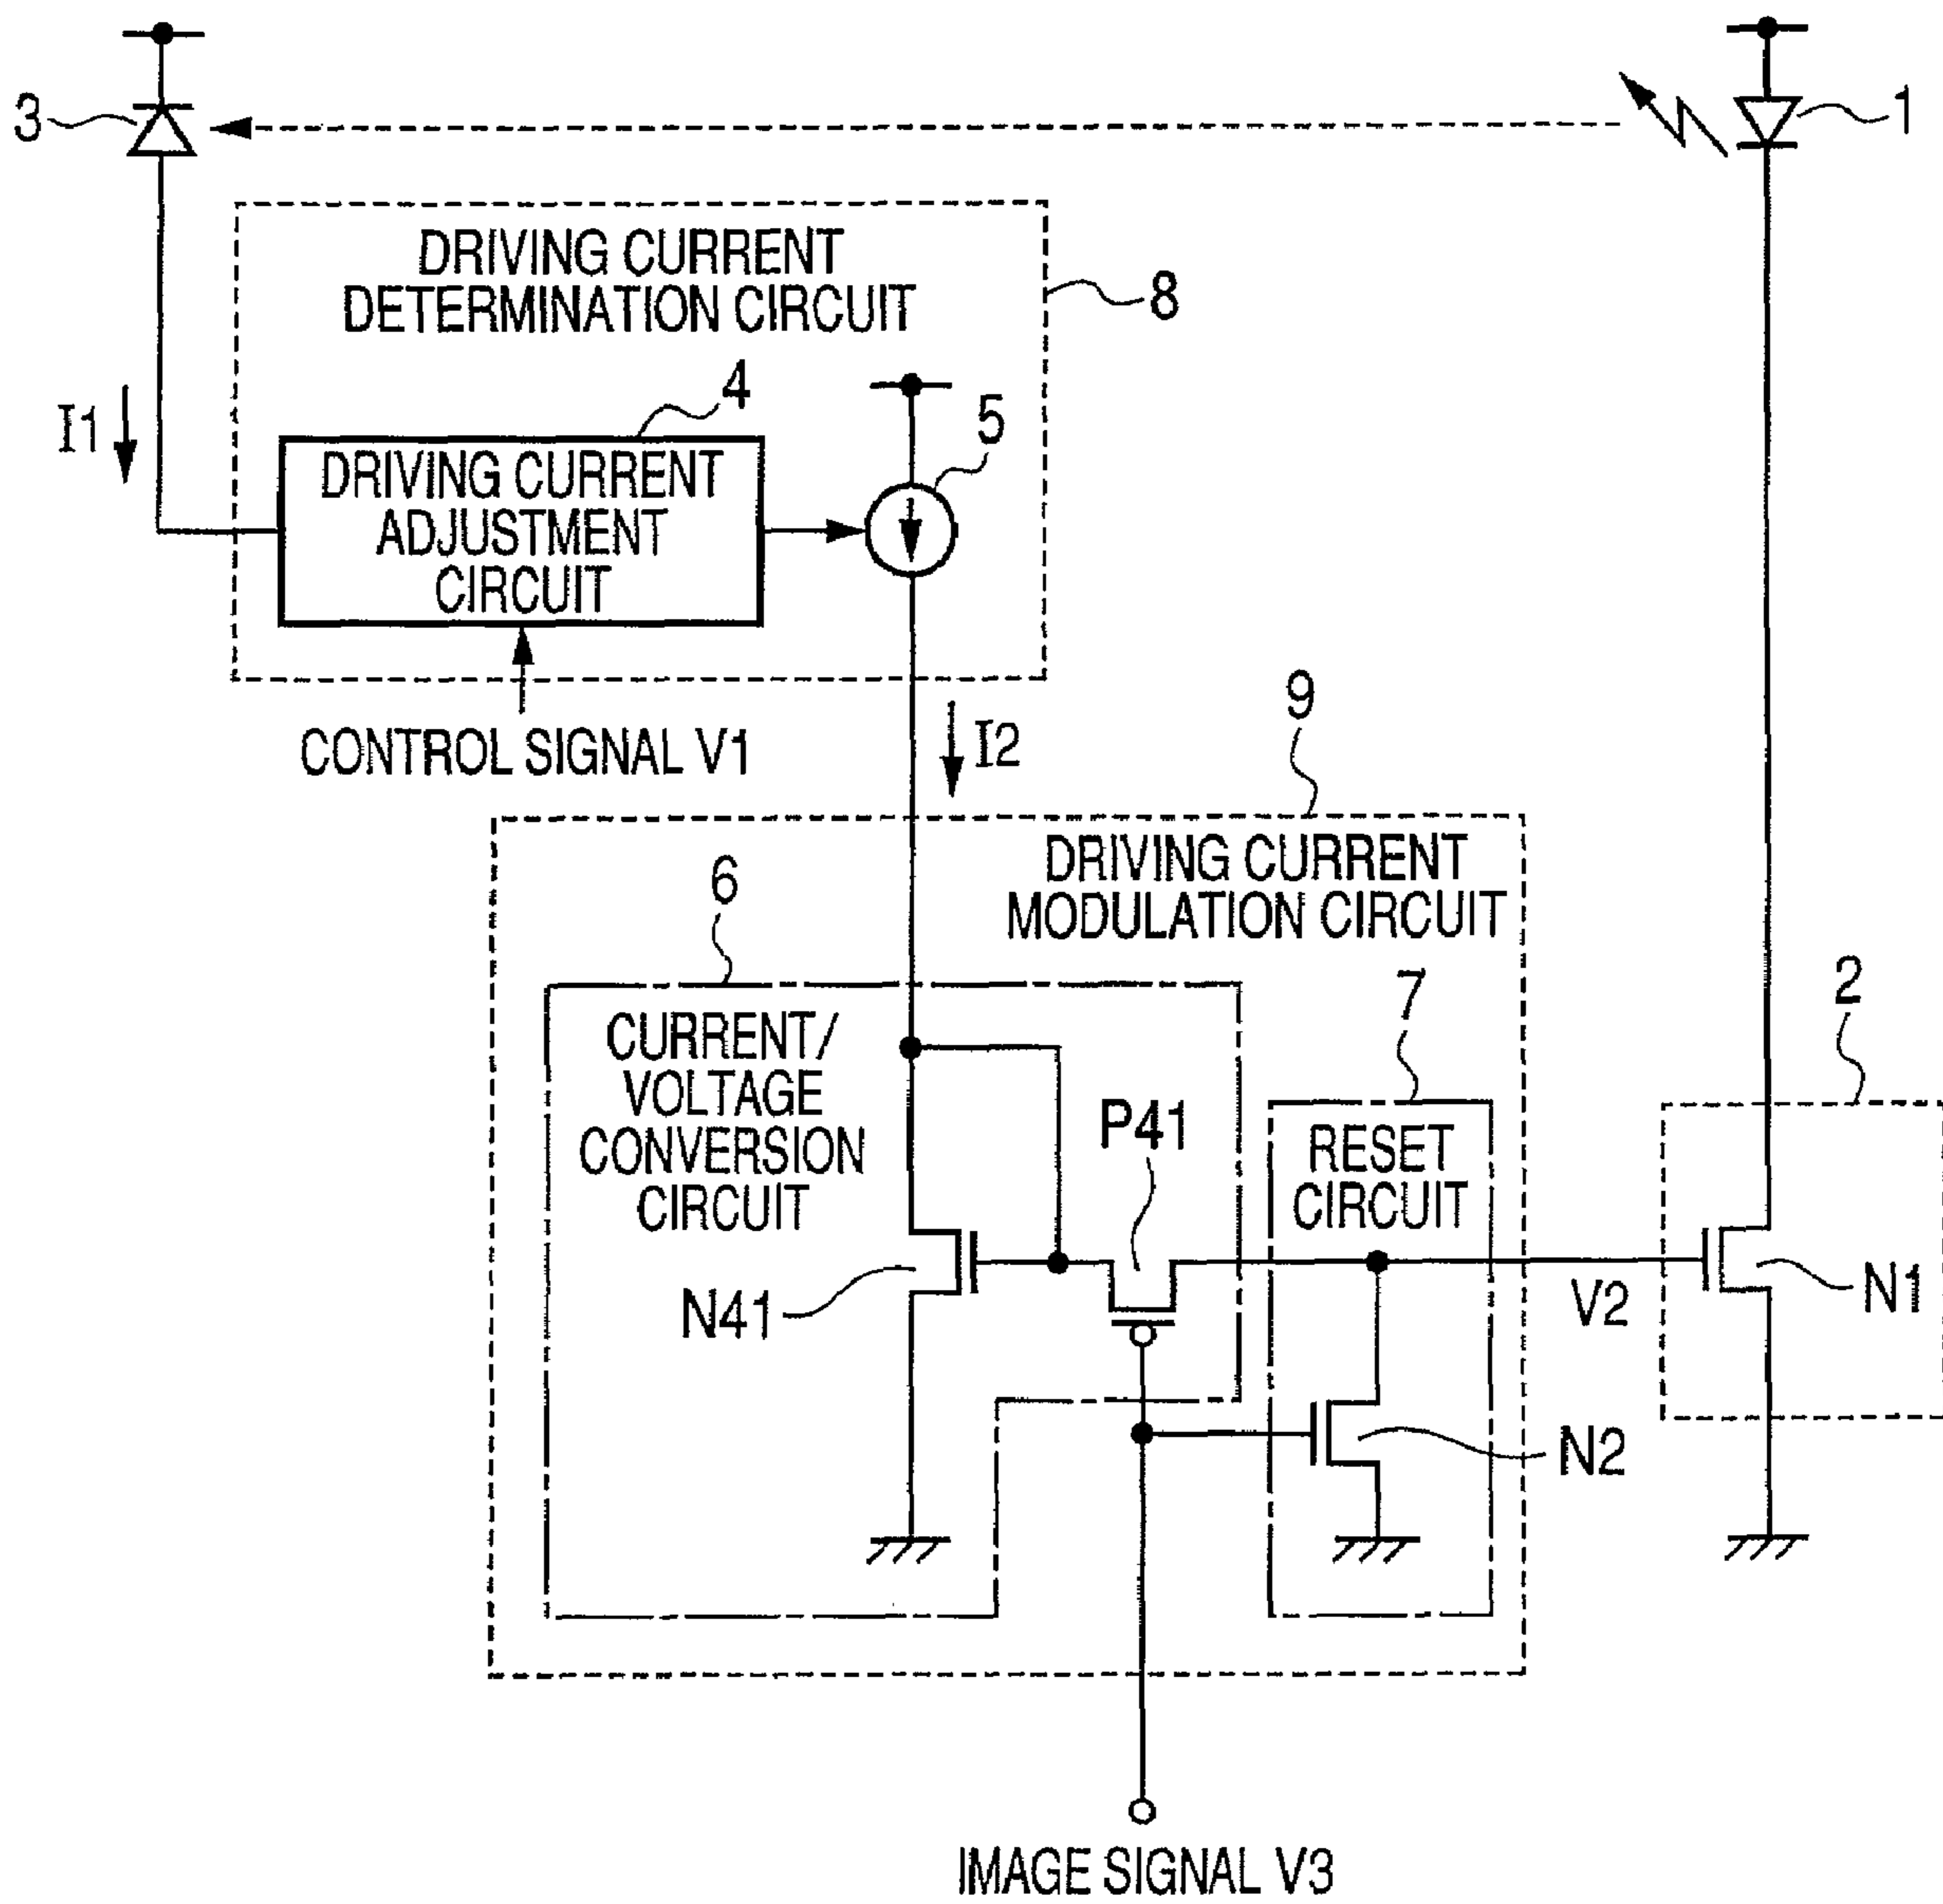 3
1
DRIVING CURRENT
DETERMINATION CIRCUIT
8
I1
4
5
DRIVING CURRENT
ADJUSTMENT
CIRCUIT
CONTROL SIGNAL V1
I2
9
DRIVING CURRENT
MODULATION CIRCUIT
6
7
2
CURRENT/
VOLTAGE
CONVERSION
CIRCUIT
P41
RESET
CIRCUIT
N41
V2
N1
N2
IMAGE SIGNAL V3